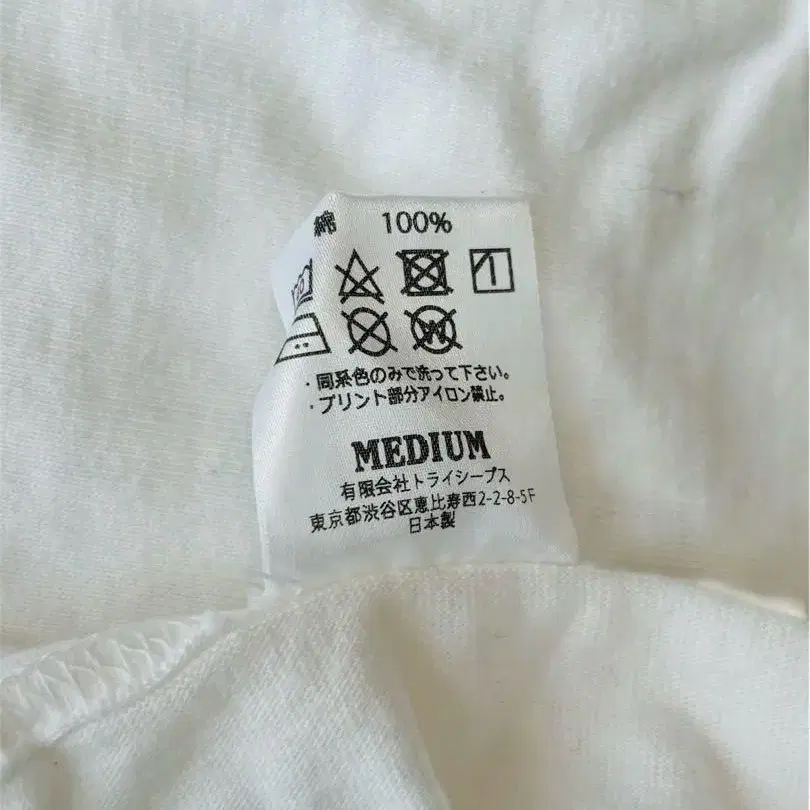 綿 100%
・同系色のみで洗って下さい。
・プリント部分アイロン禁止。
MEDIUM
有限会社トライシープス
東京都渋谷区恵比寿西2-2-8-5F
日本製